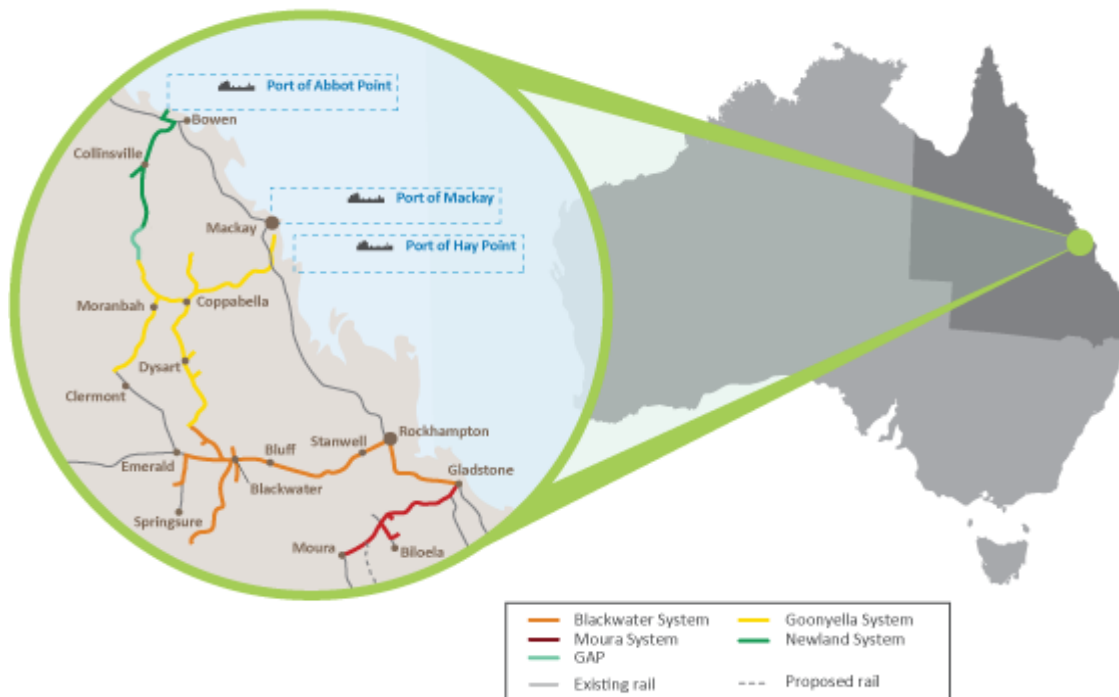 Port of Abbot Point
Bowen
Collinsville
Port of Mackay
Mackay
Port of Hay Point
Moranbah
Coppabella
Dysart
Clermont
Rockhampton
Stanwell
Bluff
Emerald
Gladstone
Blackwater
Springsure
Moura
Biloela
Blackwater System
Goonyella System
Moura System
Newland System
GAP
Existing rail
Proposed rail